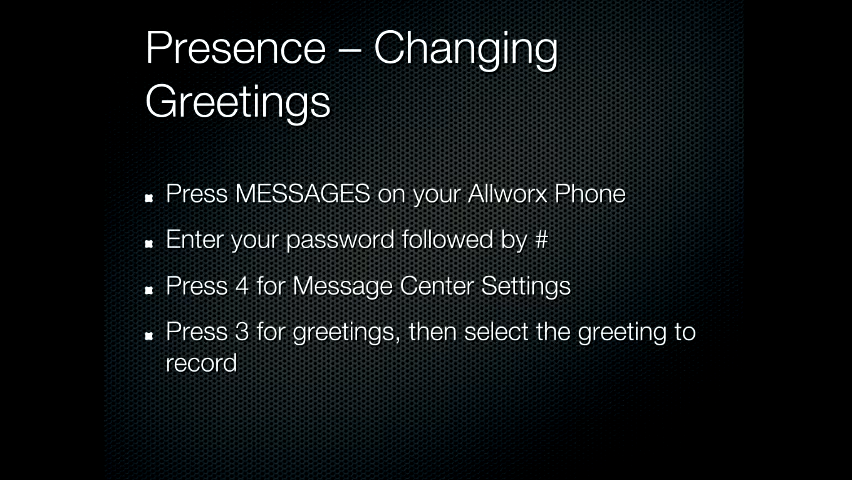 Presence – Changing
Greetings
Press MESSAGES on your Allworx Phone
Enter your password followed by #
Press 4 for Message Center Settings
Press 3 for greetings, then select the greeting to
record